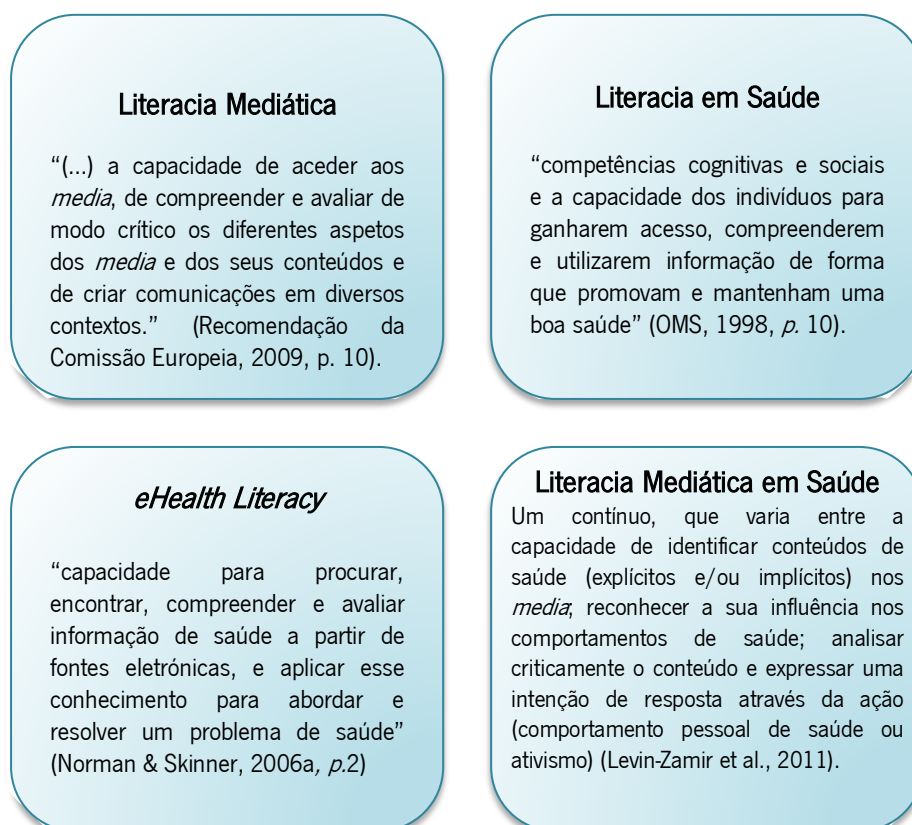 Literacia Mediática
“(...) a capacidade de aceder aos
media, de compreender e avaliar de
modo crítico os diferentes aspetos
dos media e dos seus conteúdos e
de criar comunicações em diversos
contextos.” (Recomendação da
Comissão Europeia, 2009, p. 10).
Literacia em Saúde
“competências cognitivas e sociais
e a capacidade dos indivíduos para
ganharem acesso, compreenderem
e utilizarem informação de forma
que promovam e mantenham uma
boa saúde” (OMS, 1998, p. 10).
eHealth Literacy
“capacidade para procurar,
encontrar, compreender e avaliar
informação de saúde a partir de
fontes eletrónicas, e aplicar esse
conhecimento para abordar e
resolver um problema de saúde”
(Norman & Skinner, 2006a, p.2)
Literacia Mediática em Saúde
Um contínuo, que varia entre a
capacidade de identificar conteúdos de
saúde (explícitos e/ou implícitos) nos
media; reconhecer a sua influência nos
comportamentos de saúde; analisar
criticamente o conteúdo e expressar uma
intenção de resposta através da ação
(comportamento pessoal de saúde ou
ativismo) (Levin-Zamir et al., 2011).